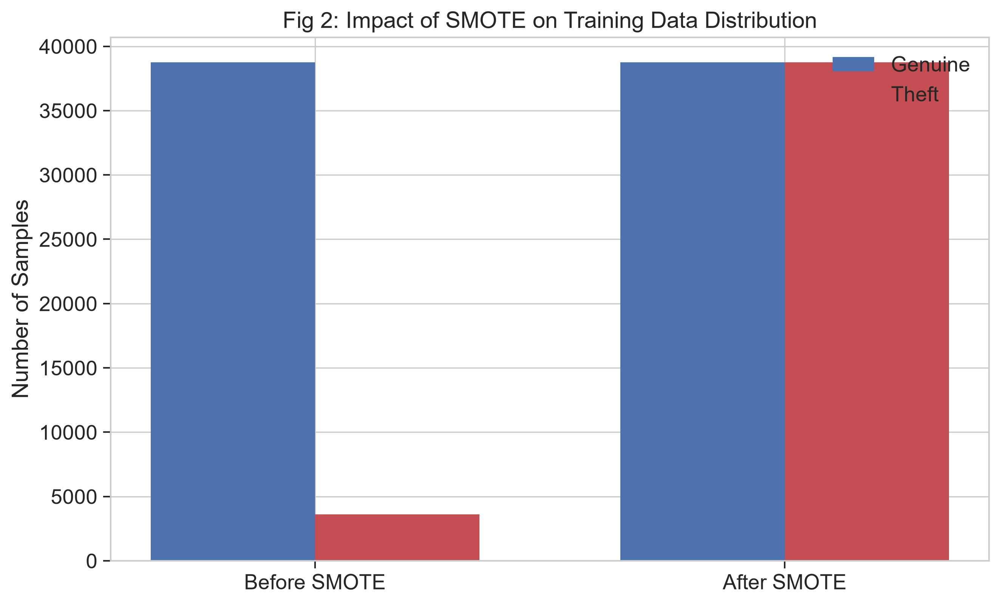 Fig 2: Impact of SMOTE on Training Data Distribution
40000
35000
30000
25000
20000
15000
10000
5000
0
Number of Samples
Genuine
Theft
Before SMOTE
After SMOTE